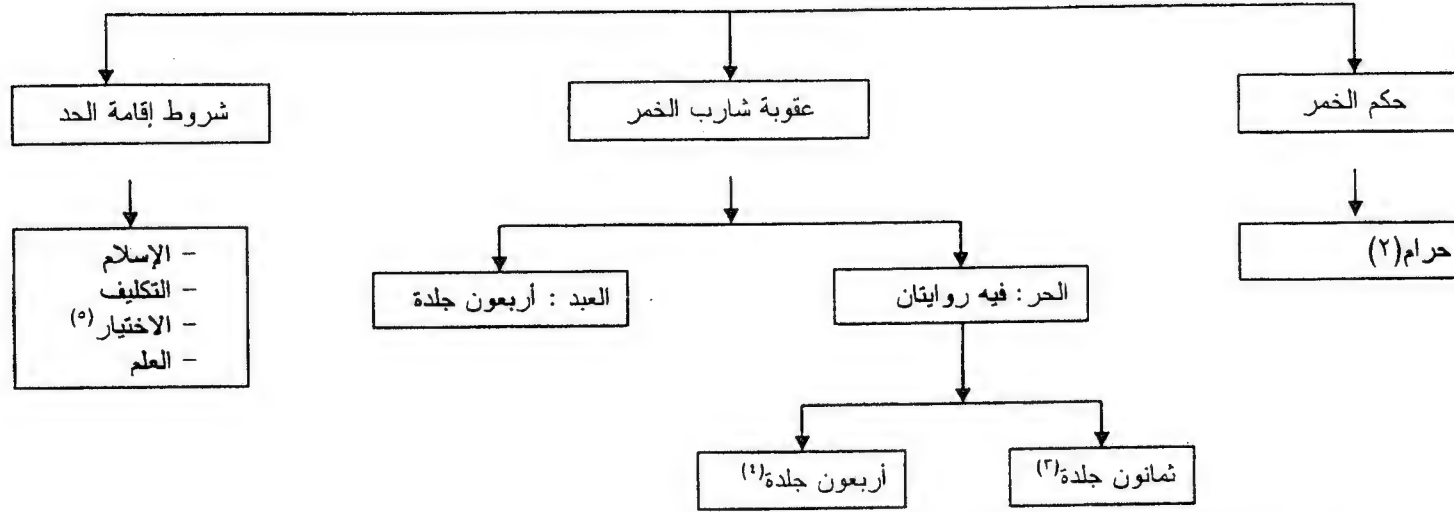 حكم الخمر
عقوبة شارب الخمر
شروط إقامة الحد
حرام(٢)
الحر: فيه روايتان
العبد : أربعون جلدة
- الإسلام
- التكليف
- الاختيار(٥)
- العلم
ثمانون جلدة(٣)
أربعون جلدة(٤)